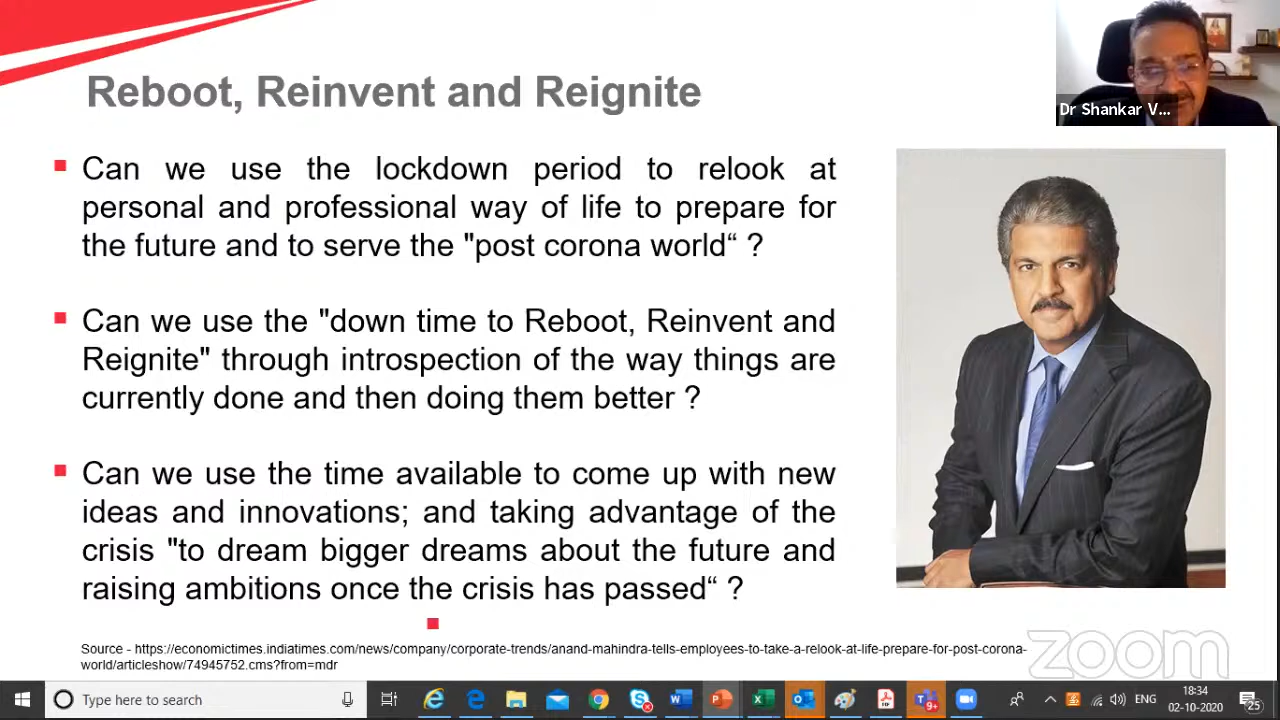 Reboot, Reinvent and Reignite
Dr Shankar V...
Can we use the lockdown period to relook at
personal and professional way of life to prepare for
the future and to serve the "post corona world“ ?
Can we use the "down time to Reboot, Reinvent and
Reignite" through introspection of the way things are
currently done and then doing them better ?
Can we use the time available to come up with new
ideas and innovations; and taking advantage of the
crisis "to dream bigger dreams about the future and
raising ambitions once the crisis has passed“ ?
Source - https://economictimes.indiatimes.com/news/company/corporate-trends/anand-mahindra-tells-employees-to-take-a-relook-at-life-prepare-for-post-corona-
world/articleshow/74945752.cms?from=mdr
zoom
Type here to search
9+
ENG
18:34
02-10-2020
25